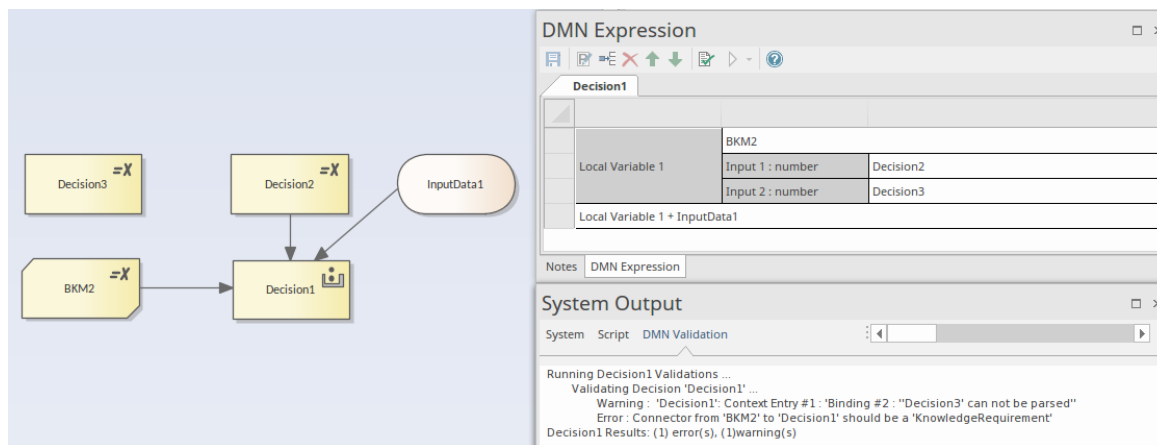 DMN Expression
Decision1
BKM2
Local Variable 1
Input 1 : number
Decision2
Input 2 : number
Decision3
Local Variable 1 + InputData1
Notes DMN Expression
System Output
System Script DMN Validation
Running Decision1 Validations ...
Validating Decision 'Decision1' ...
Warning : 'Decision1': Context Entry #1 : 'Binding #2 : "Decision3' can not be parsed"
Error : Connector from 'BKM2' to 'Decision1' should be a 'KnowledgeRequirement'
Decision1 Results: (1) error(s), (1)warning(s)
Decision3
=X
Decision2
=X
InputData1
BKM2
=X
Decision1